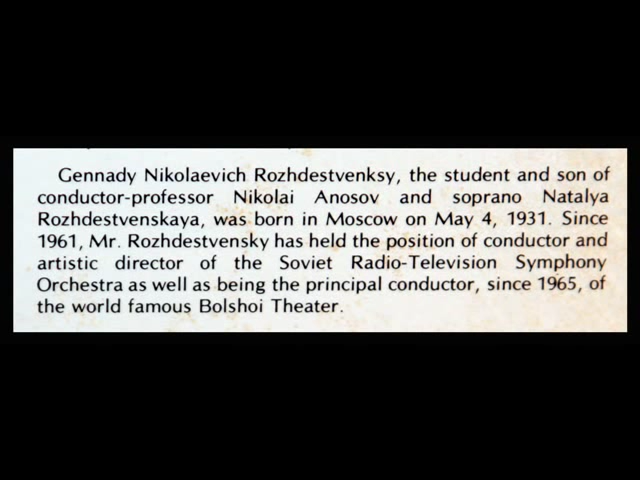 Gennady Nikolaevich Rozhdestvenksy, the student and son of
conductor-professor Nikolai Anosov and soprano Natalya
Rozhdestvenskaya, was born in Moscow on May 4, 1931. Since
1961, Mr. Rozhdestvensky has held the position of conductor and
artistic director of the Soviet Radio-Television Symphony
Orchestra as well as being the principal conductor, since 1965, of
the world famous Bolshoi Theater.